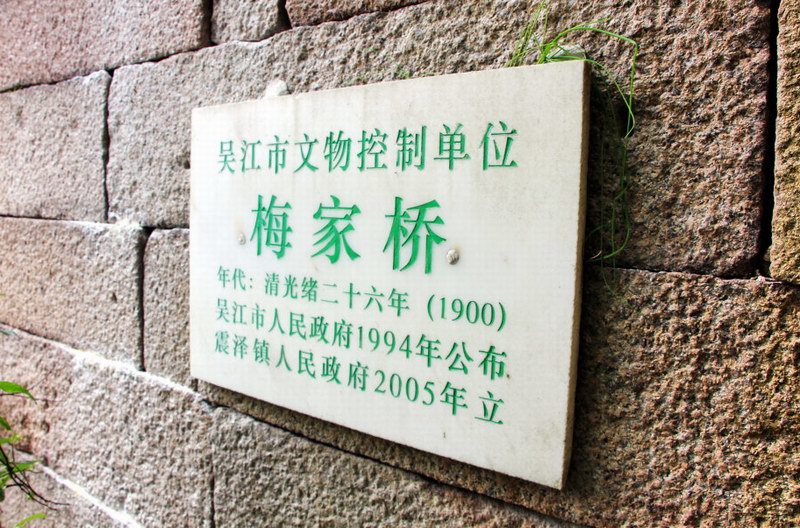 吴江市文物控制单位
梅家桥
年代：清光绪二十六年（1900）
吴江市人民政府1994年公布
震泽镇人民政府2005年立